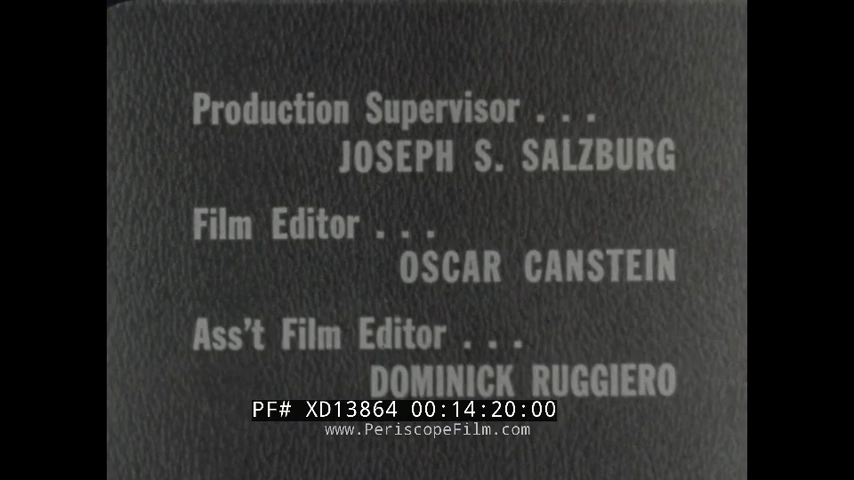 Production Supervisor . . .
JOSEPH S. SALZBURG
Film Editor . . .
OSCAR CANSTEIN
Ass't Film Editor . . .
DOMINICK RUGGIERO
PF# XD13864 00:14:20:00
www.PeriscopeFilm.com